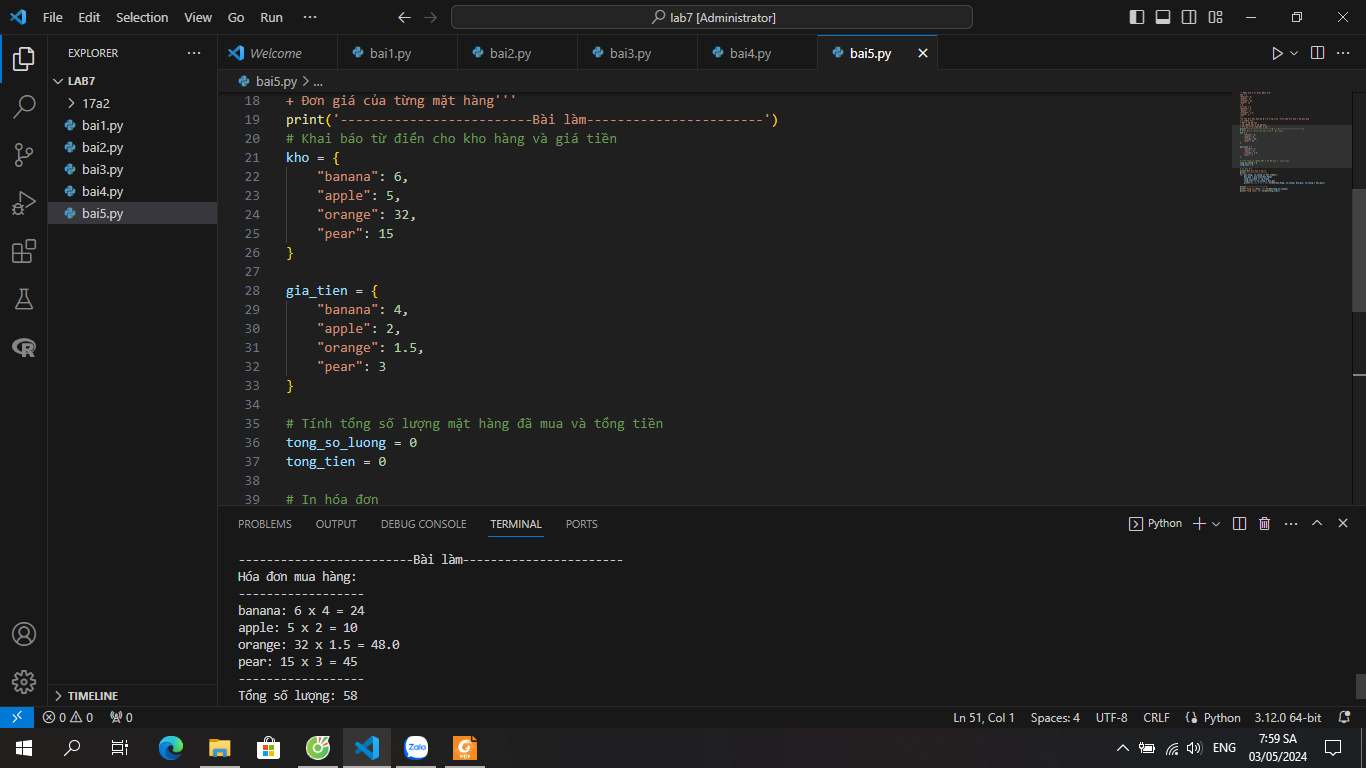 File Edit Selection View Go Run ··· lab7 [Administrator]
EXPLORER ···
Welcome bai1.py bai2.py bai3.py bai4.py bai5.py
LAB7
bai5.py > ...
17a2
bai1.py
bai2.py
bai3.py
bai4.py
bai5.py
18 + Đơn giá của từng mặt hàng'''
19 print('-------------------------Bài làm-----------------------')
20 # Khai báo từ điển cho kho hàng và giá tiền
21 kho = {
22 "banana": 6,
23 "apple": 5,
24 "orange": 32,
25 "pear": 15
26 }
27
28 gia_tien = {
29 "banana": 4,
30 "apple": 2,
31 "orange": 1.5,
32 "pear": 3
33 }
34
35 # Tính tổng số lượng mặt hàng đã mua và tổng tiền
36 tong_so_luong = 0
37 tong_tien = 0
38
39 # In hóa đơn
PROBLEMS OUTPUT DEBUG CONSOLE TERMINAL PORTS Python
-------------------------Bài làm-----------------------
Hóa đơn mua hàng:
------------------
banana: 6 x 4 = 24
apple: 5 x 2 = 10
orange: 32 x 1.5 = 48.0
pear: 15 x 3 = 45
------------------
Tổng số lượng: 58
TIMELINE
0 0 0 Ln 51, Col 1 Spaces: 4 UTF-8 CRLF Python 3.12.0 64-bit
Zalo PDF ENG 7:59 SA
03/05/2024